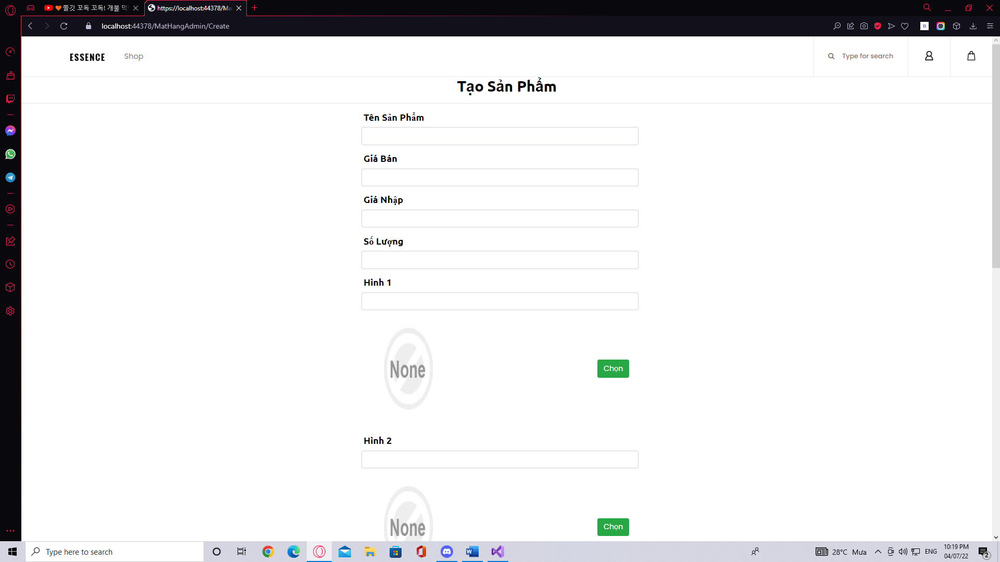 🧡쫄깃 꼬독 꼬독! 개불 먹
https://localhost:44378/Ma
localhost:44378/MatHangAdmin/Create
B
ESSENCE
Shop
Type for search
Tạo Sản Phẩm
Tên Sản Phẩm
Giá Bán
Giá Nhập
Số Lượng
Hình 1
None
Chọn
Hình 2
None
Chọn
Type here to search
28°C Mưa
ENG
10:19 PM
04/07/22
2